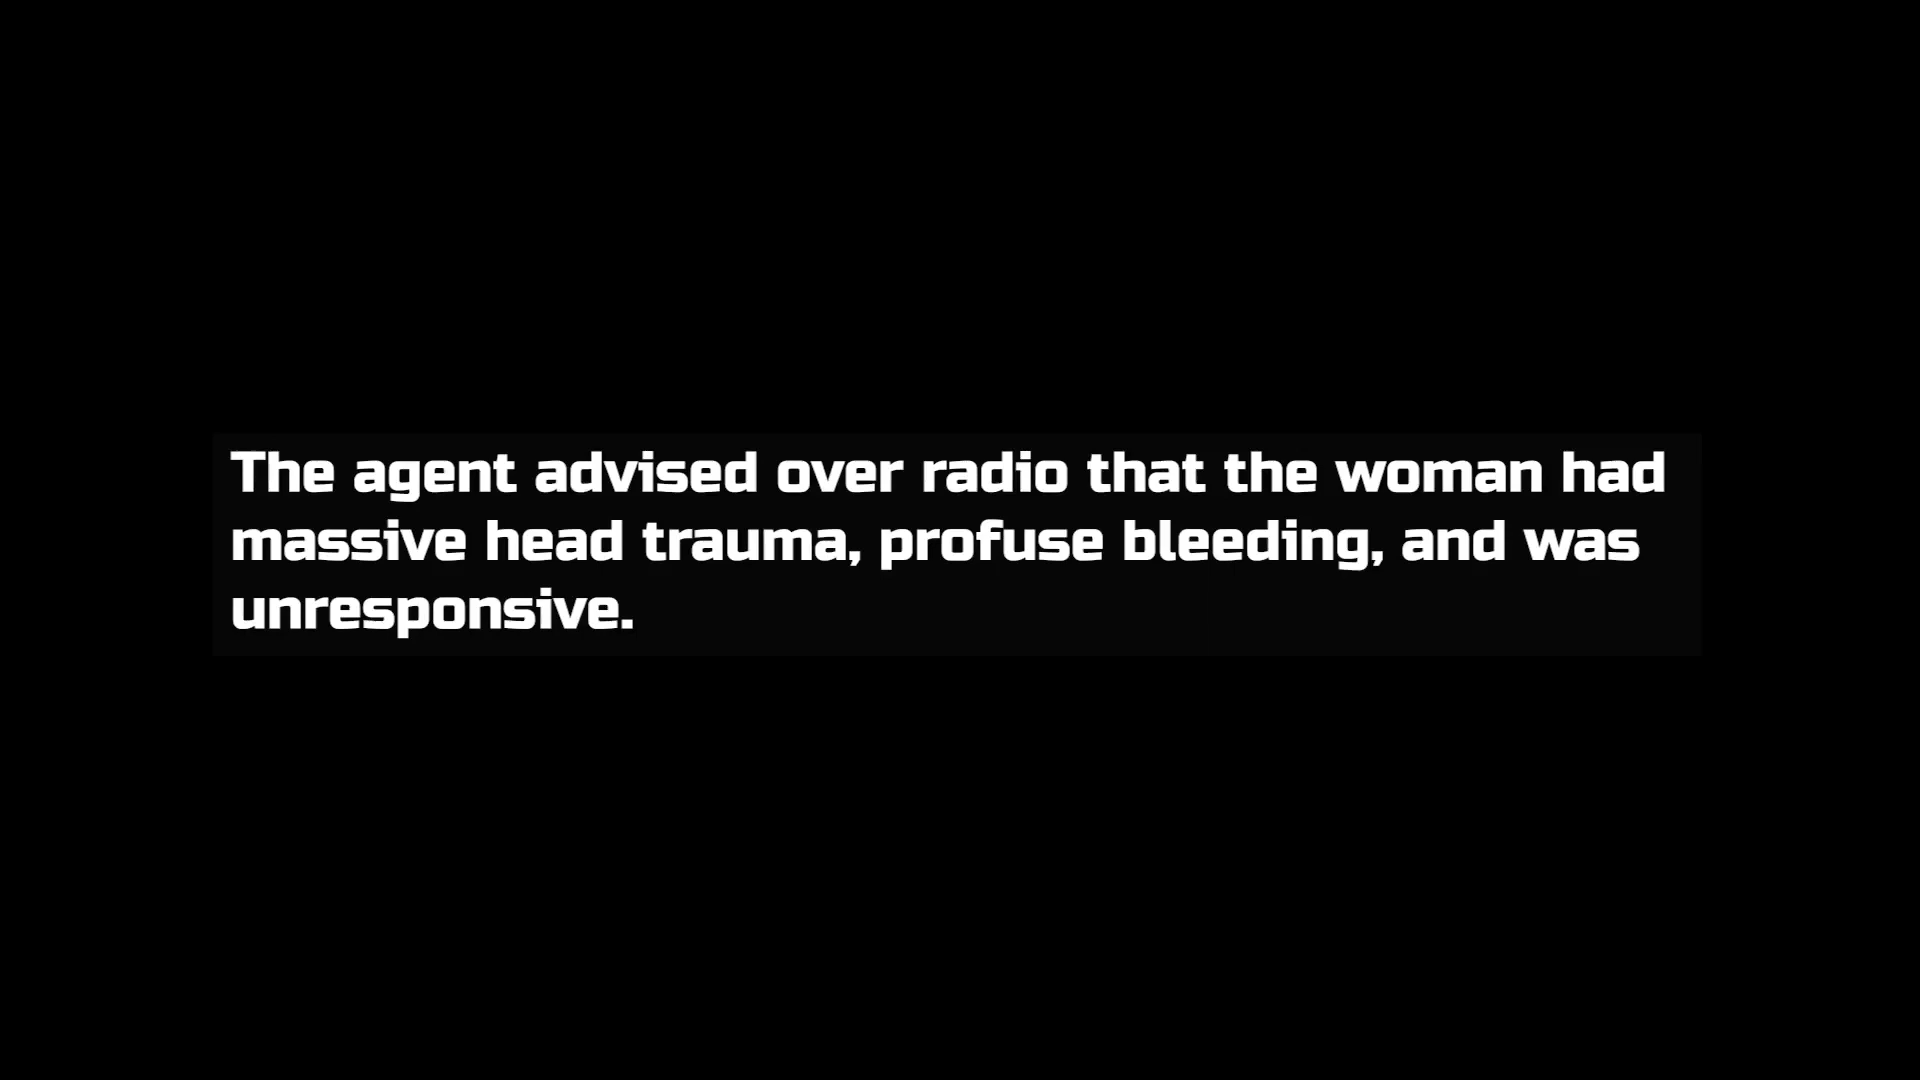 The agent advised over radio that the woman had
massive head trauma, profuse bleeding, and was
unresponsive.